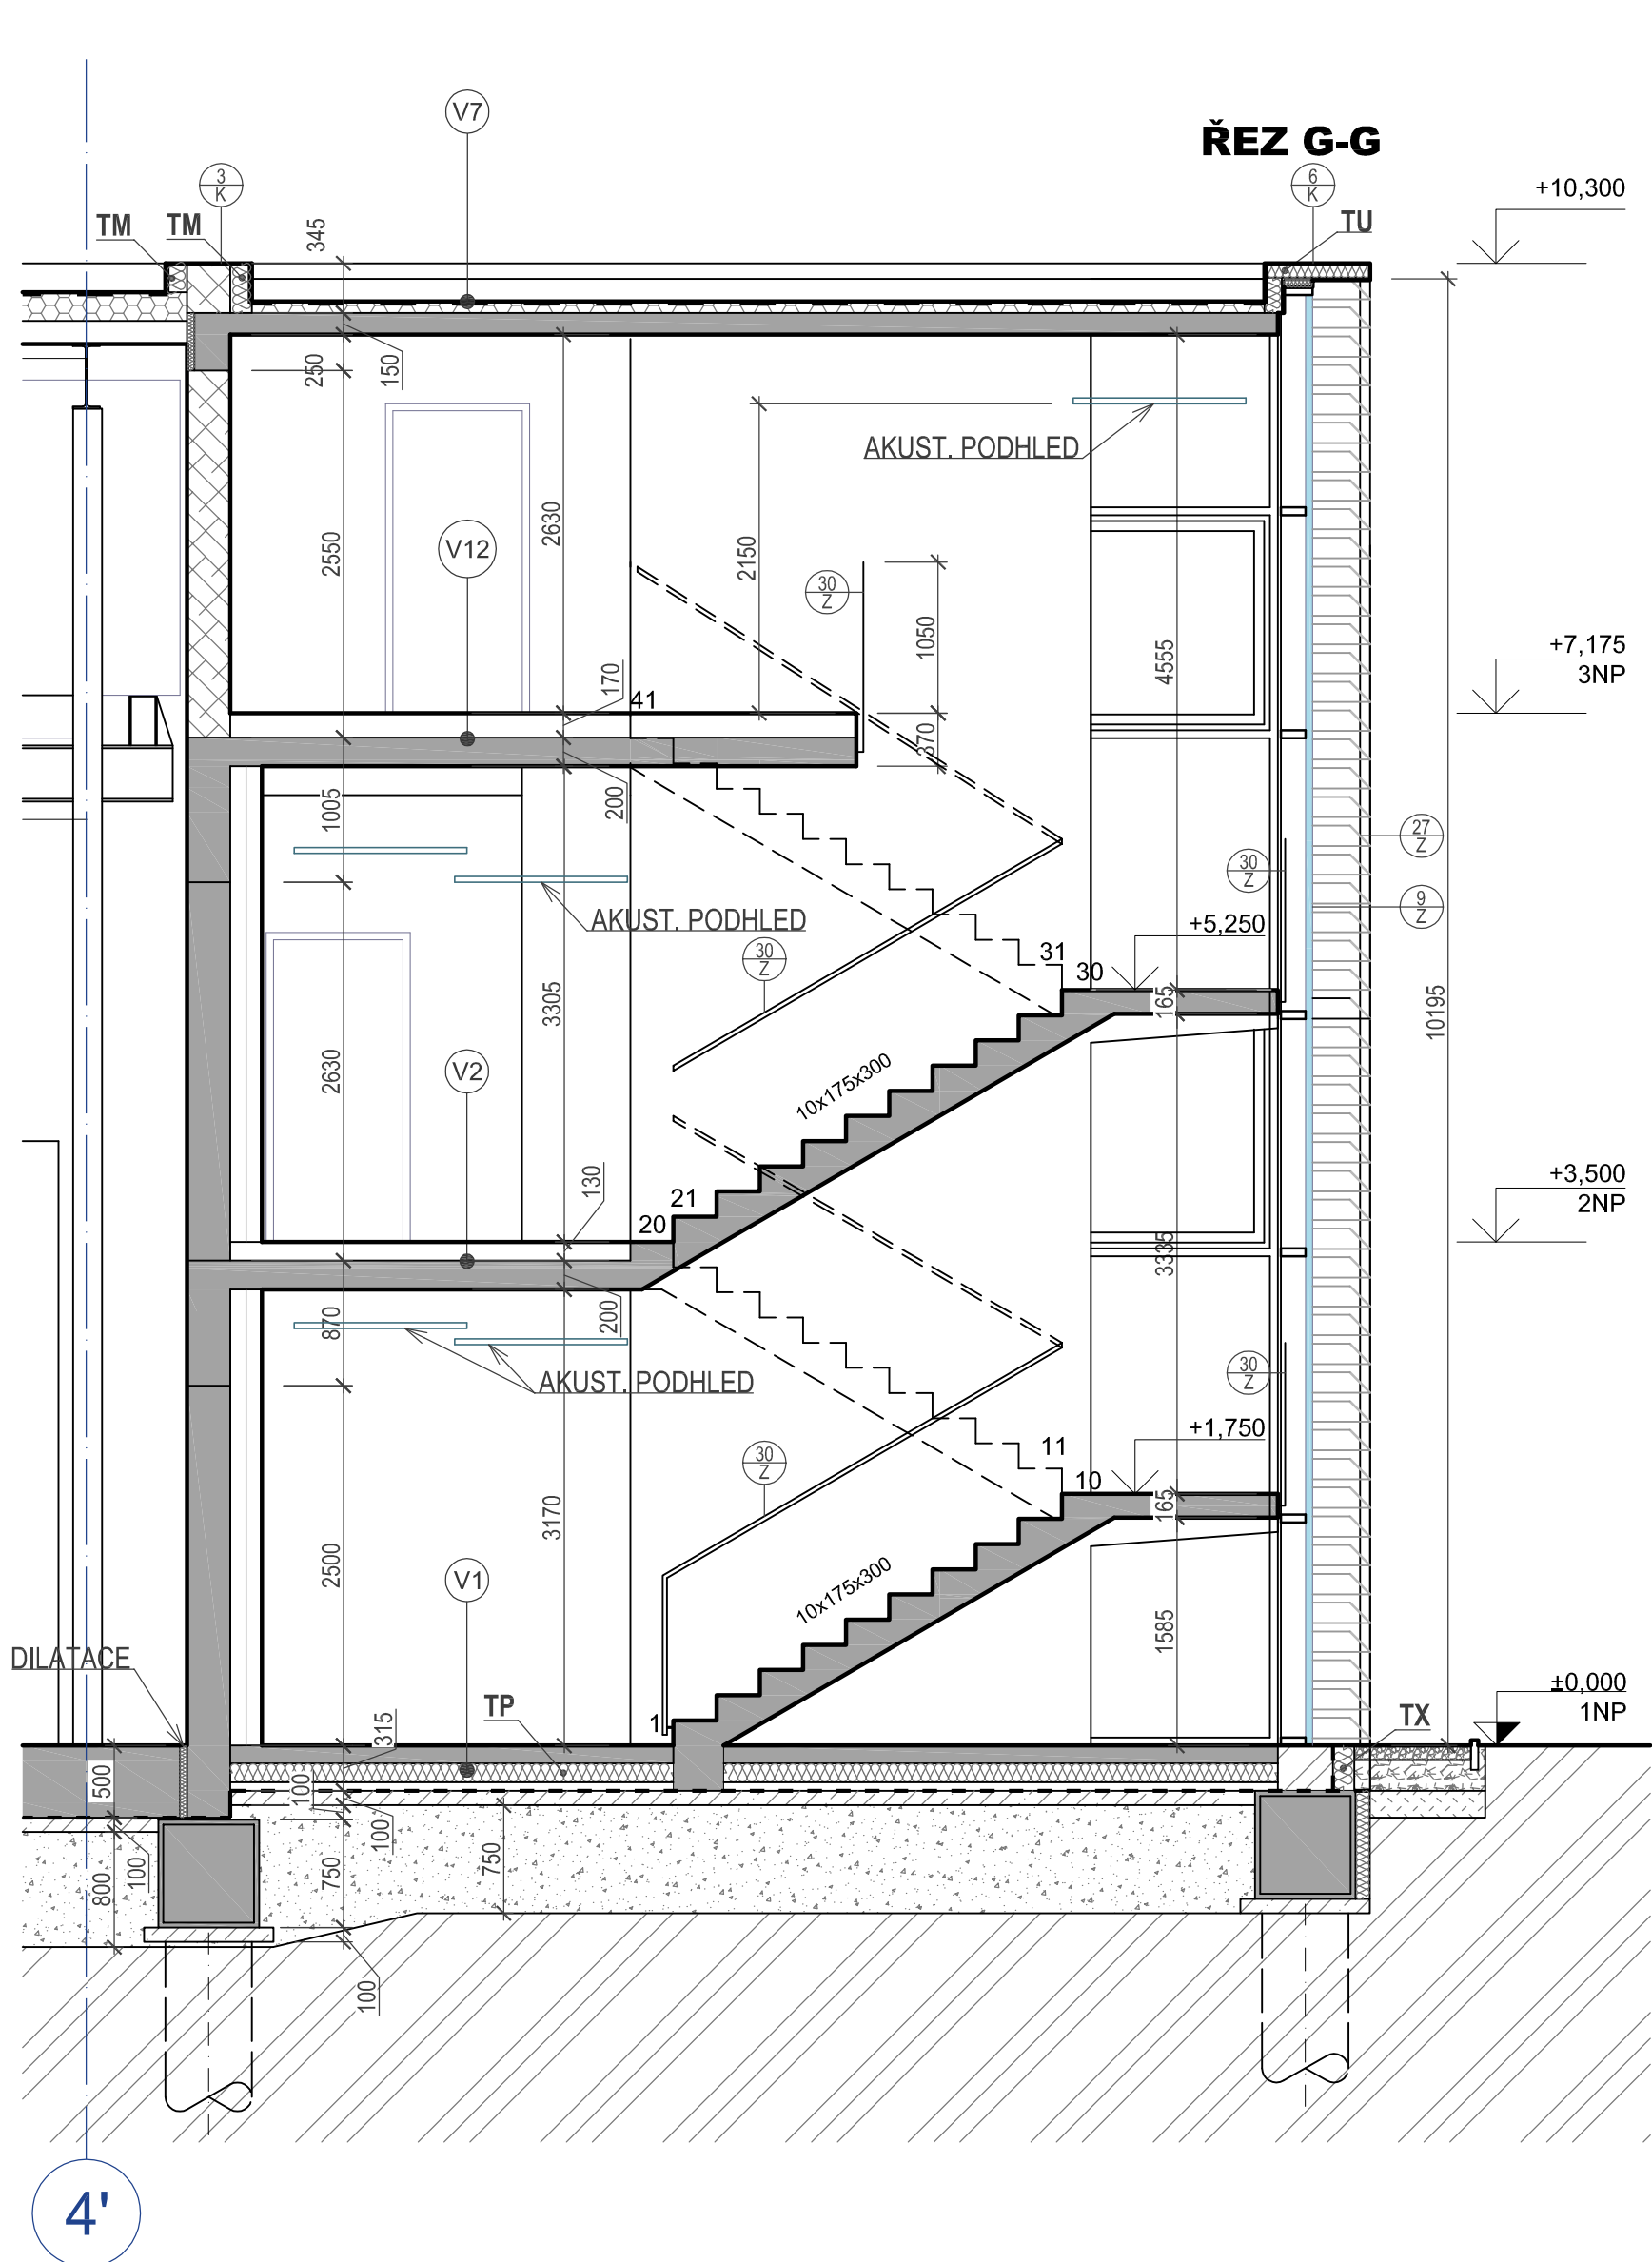 V7
ŘEZ G-G
3
K
6
K
+10,300
TM
TM
TU
345
250
150
AKUST. PODHLED
2630
2550
V12
2150
30
Z
1050
4555
+7,175
3NP
170
41
370
200
1005
27
Z
30
Z
9
Z
AKUST. PODHLED
+5,250
30
Z
31
30
165
3305
10195
2630
V2
10x175x300
+3,500
2NP
130
21
20
3335
200
870
AKUST. PODHLED
30
Z
+1,750
11
10
30
Z
165
3170
2500
V1
10x175x300
1585
DILATACE
±0,000
1NP
TP
TX
315
1
500
100
100
750
750
800
100
100
4'